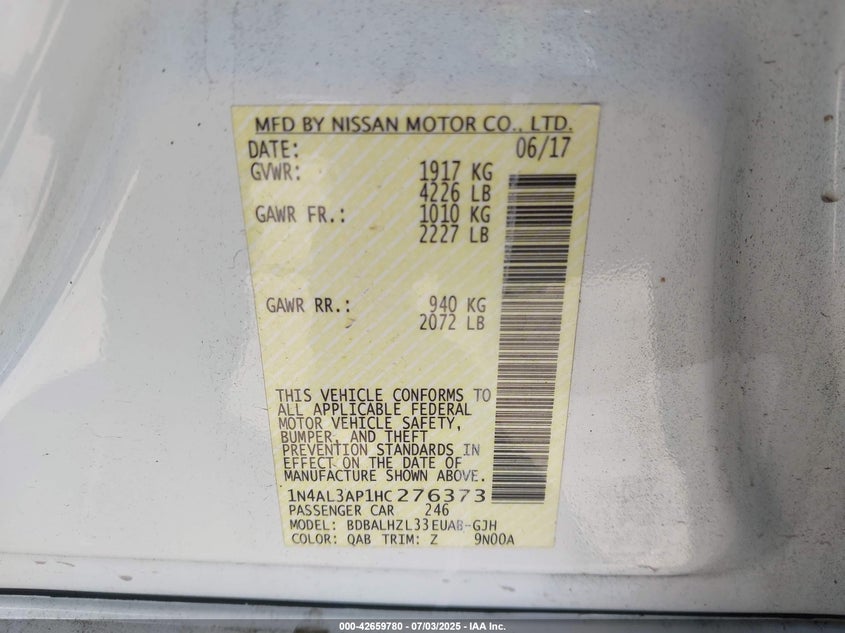 MFD BY NISSAN MOTOR CO., LTD.
DATE: 06/17
GVWR: 1917 KG
4226 LB
GAWR FR.: 1010 KG
2227 LB
GAWR RR.: 940 KG
2072 LB
THIS VEHICLE CONFORMS TO
ALL APPLICABLE FEDERAL
MOTOR VEHICLE SAFETY,
BUMPER, AND THEFT
PREVENTION STANDARDS IN
EFFECT ON THE DATE OF
MANUFACTURE SHOWN ABOVE.
1N4AL3AP1HC276373
PASSENGER CAR 246
MODEL: BDBALHZL33EUAB-GJH
COLOR: QAB TRIM: Z 9N00A
000-42659780 - 07/03/2025 - IAA Inc.